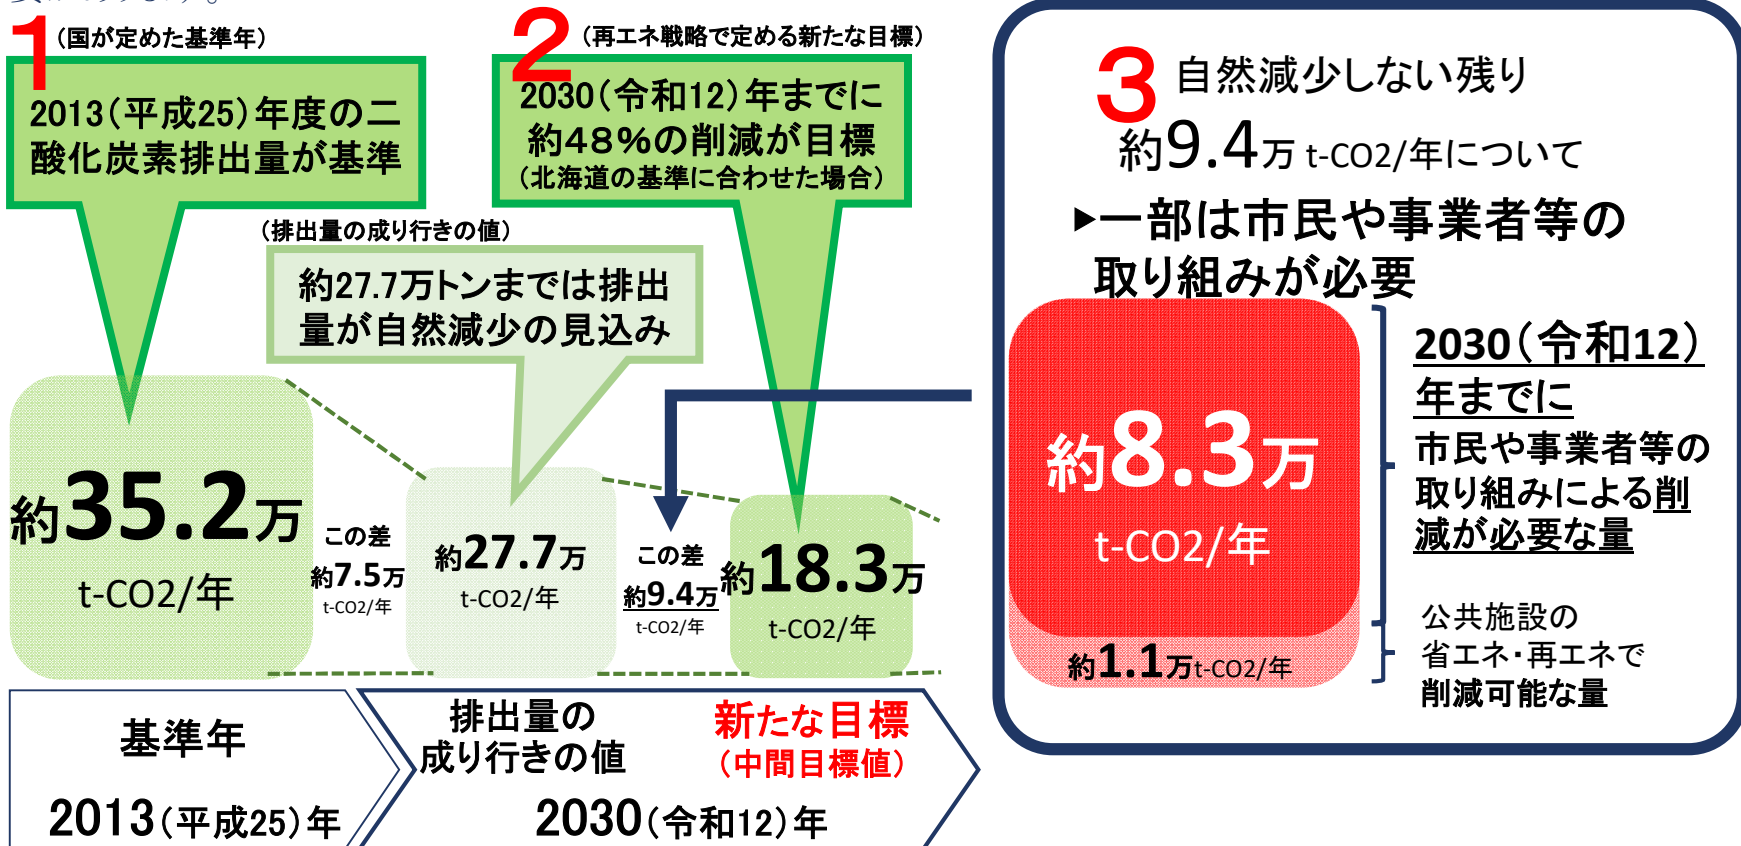 1
(国が定めた基準年)
2013(平成25)年度の二
酸化炭素排出量が基準
2
(再エネ戦略で定める新たな目標)
2030(令和12)年までに
約48%の削減が目標
(北海道の基準に合わせた場合)
(排出量の成り行きの値)
約27.7万トンまでは排出
量が自然減少の見込み
約35.2万
t-CO2/年
この差
約7.5万
t-CO2/年
約27.7万
t-CO2/年
この差
約9.4万
t-CO2/年
約18.3万
t-CO2/年
基準年
2013(平成25)年
排出量の
成り行きの値
新たな目標
(中間目標値)
2030(令和12)年
3
自然減少しない残り
約9.4万 t-CO2/年について
▶一部は市民や事業者等の
取り組みが必要
約8.3万
t-CO2/年
2030(令和12)
年までに
市民や事業者等の
取り組みによる削
減が必要な量
約1.1万t-CO2/年
公共施設の
省エネ・再エネで
削減可能な量